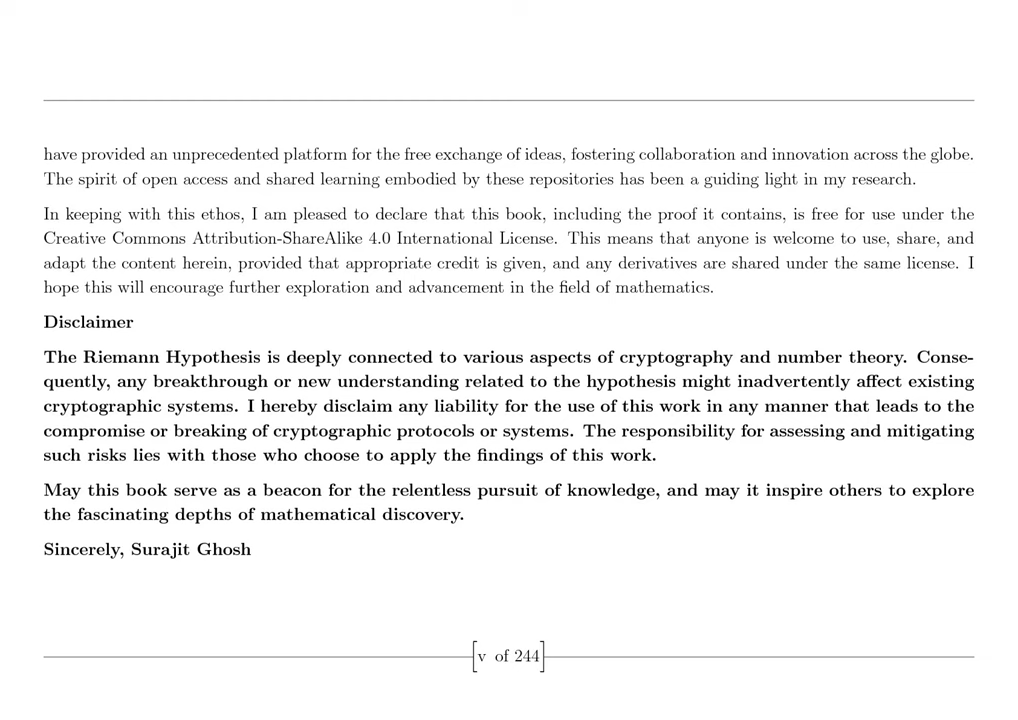 have provided an unprecedented platform for the free exchange of ideas, fostering collaboration and innovation across the globe.
The spirit of open access and shared learning embodied by these repositories has been a guiding light in my research.
In keeping with this ethos, I am pleased to declare that this book, including the proof it contains, is free for use under the
Creative Commons Attribution-ShareAlike 4.0 International License. This means that anyone is welcome to use, share, and
adapt the content herein, provided that appropriate credit is given, and any derivatives are shared under the same license. I
hope this will encourage further exploration and advancement in the field of mathematics.
Disclaimer
The Riemann Hypothesis is deeply connected to various aspects of cryptography and number theory. Conse-
quently, any breakthrough or new understanding related to the hypothesis might inadvertently affect existing
cryptographic systems. I hereby disclaim any liability for the use of this work in any manner that leads to the
compromise or breaking of cryptographic protocols or systems. The responsibility for assessing and mitigating
such risks lies with those who choose to apply the findings of this work.
May this book serve as a beacon for the relentless pursuit of knowledge, and may it inspire others to explore
the fascinating depths of mathematical discovery.
Sincerely, Surajit Ghosh
[v of 244]